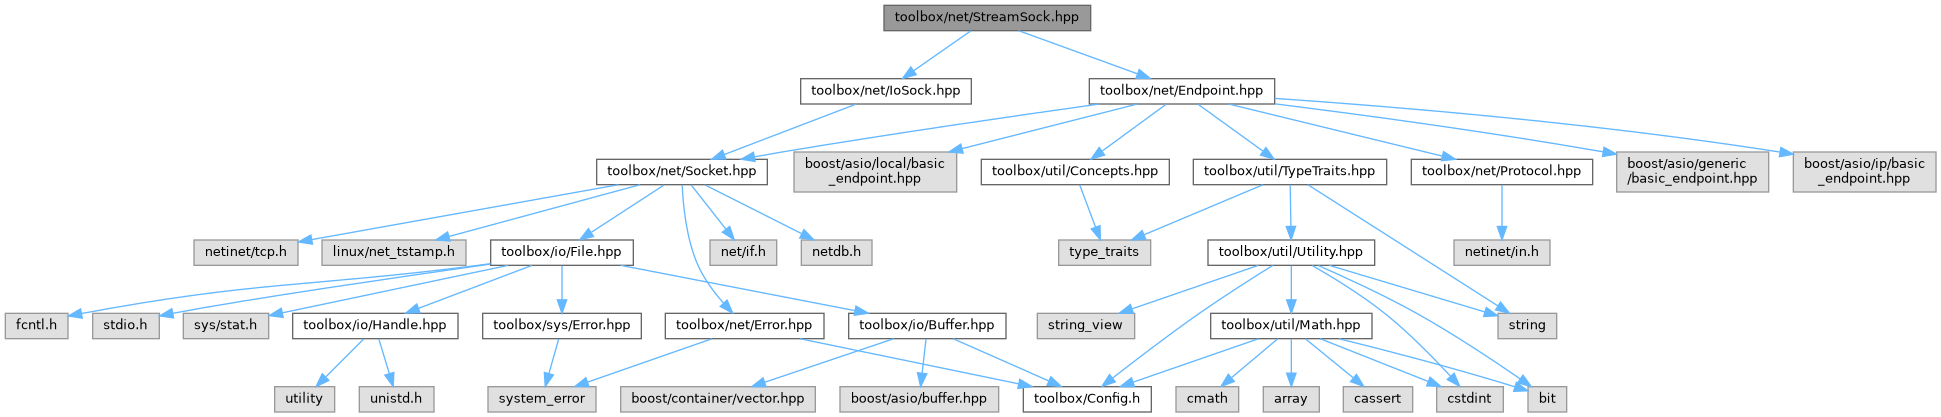 toolbox/net/StreamSock.hpp
toolbox/net/IoSock.hpp
toolbox/net/Endpoint.hpp
toolbox/net/Socket.hpp
boost/asio/local/basic
_endpoint.hpp
toolbox/util/Concepts.hpp
toolbox/util/TypeTraits.hpp
toolbox/net/Protocol.hpp
boost/asio/generic
/basic_endpoint.hpp
boost/asio/ip/basic
_endpoint.hpp
netinet/tcp.h
linux/net_tstamp.h
toolbox/io/File.hpp
net/if.h
netdb.h
type_traits
toolbox/util/Utility.hpp
netinet/in.h
fcntl.h
stdio.h
sys/stat.h
toolbox/io/Handle.hpp
toolbox/sys/Error.hpp
toolbox/net/Error.hpp
toolbox/io/Buffer.hpp
string_view
toolbox/util/Math.hpp
string
utility
unistd.h
system_error
boost/container/vector.hpp
boost/asio/buffer.hpp
toolbox/Config.h
cmath
array
cassert
cstdint
bit